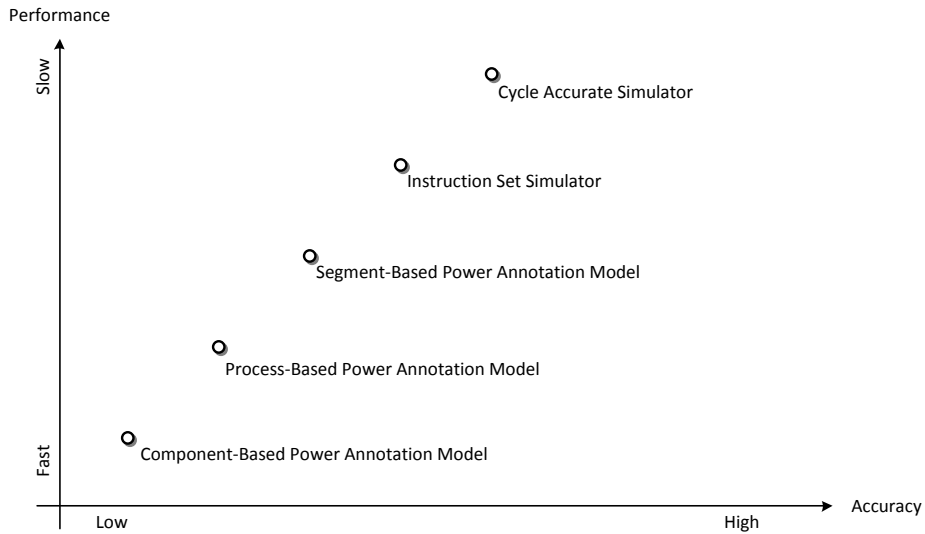 Performance
Slow
Cycle Accurate Simulator
Instruction Set Simulator
Segment-Based Power Annotation Model
Process-Based Power Annotation Model
Component-Based Power Annotation Model
Fast
Accuracy
Low
High